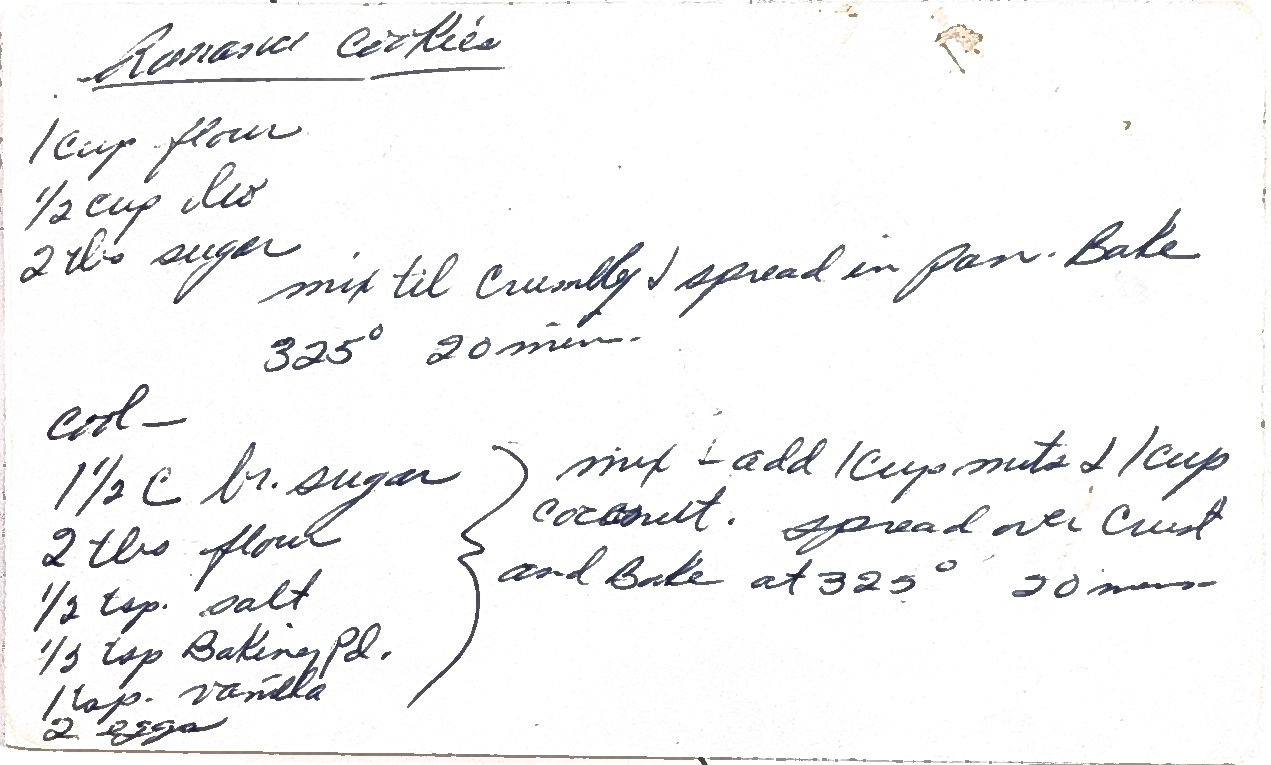 Cookies
1 cup flour
1/2 cup oleo
2 tbs sugar
mix til crumbly & spread in pan. Bake
325° 20 min.
cool —
1 1/2 C br. sugar
2 tbs flour
1/2 tsp. salt
1/3 tsp Baking Pd.
1 tsp. vanilla
2 eggs
mix & add 1 cup nuts & 1 cup
coconut. spread over Crust
and Bake at 325° 20 mins